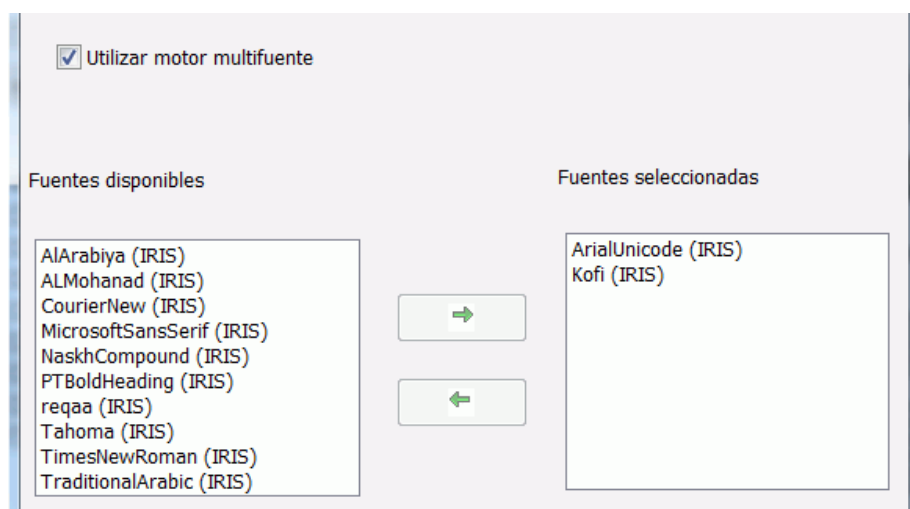 Utilizar motor multifuente
Fuentes disponibles
Fuentes seleccionadas
AlArabiya (IRIS)
ALMohanad (IRIS)
CourierNew (IRIS)
MicrosoftSansSerif (IRIS)
NaskhCompound (IRIS)
PTBoldHeading (IRIS)
reqaa (IRIS)
Tahoma (IRIS)
TimesNewRoman (IRIS)
TraditionalArabic (IRIS)
ArialUnicode (IRIS)
Kofi (IRIS)